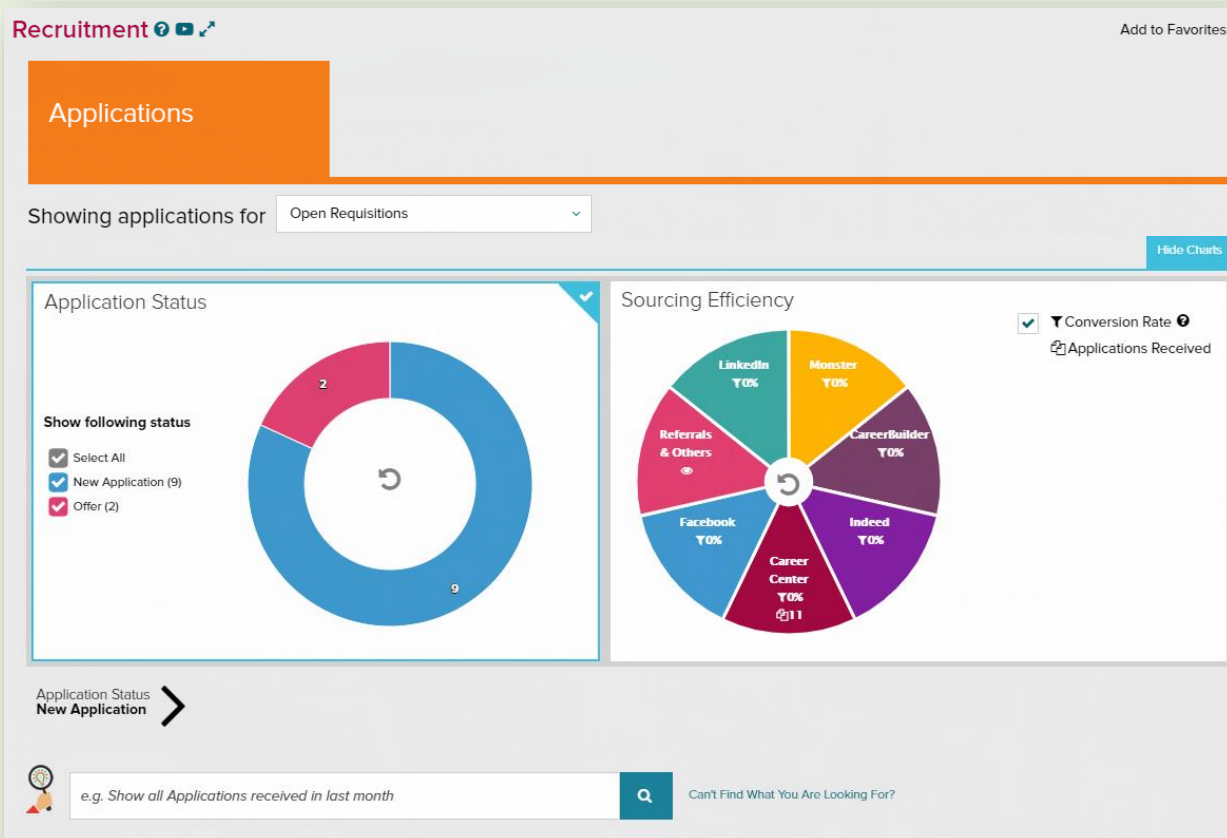 Recruitment
Add to Favorites
Applications
Showing applications for Open Requisitions
Hide Charts
Application Status
2
9
Show following status
Select All
New Application (9)
Offer (2)
Sourcing Efficiency
Conversion Rate
Applications Received
LinkedIn
0%
Monster
0%
CareerBuilder
0%
Indeed
0%
Career
Center
0%
11
Facebook
0%
Referrals
& Others
Application Status
New Application
e.g. Show all Applications received in last month
Can't Find What You Are Looking For?